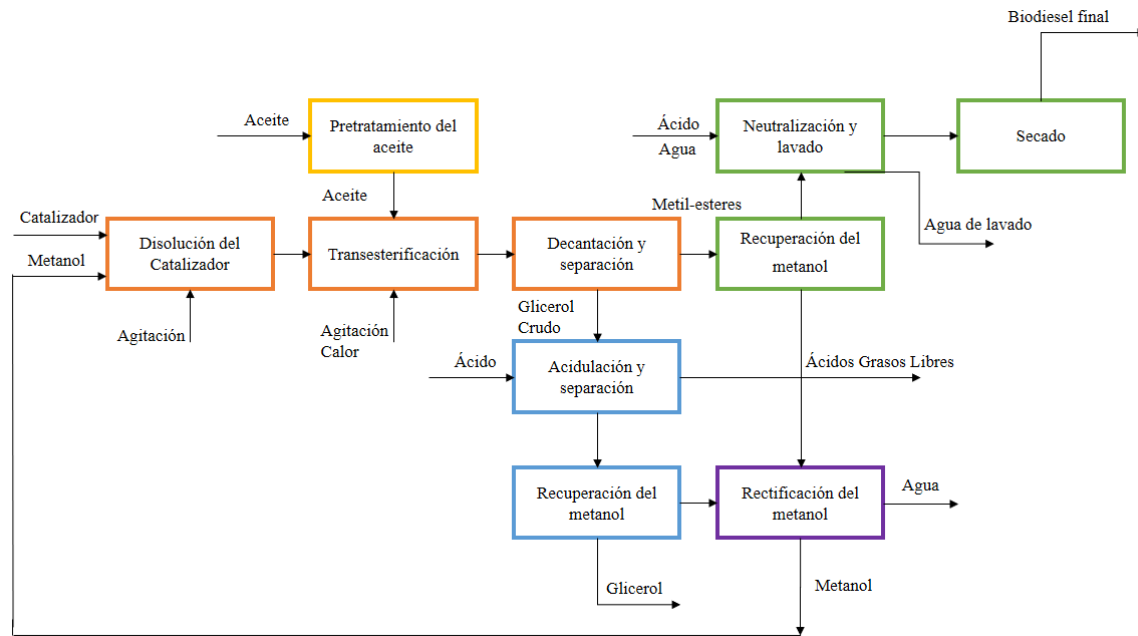 Biodiesel final
Aceite
Pretratamiento del
aceite
Ácido
Agua
Neutralización y
lavado
Secado
Aceite
Metil-esteres
Catalizador
Metanol
Disolución del
Catalizador
Transesterificación
Decantación y
separación
Recuperación del
metanol
Agua de lavado
Agitación
Agitación
Calor
Glicerol
Crudo
Ácido
Acidulación y
separación
Ácidos Grasos Libres
Recuperación del
metanol
Rectificación del
metanol
Agua
Glicerol
Metanol